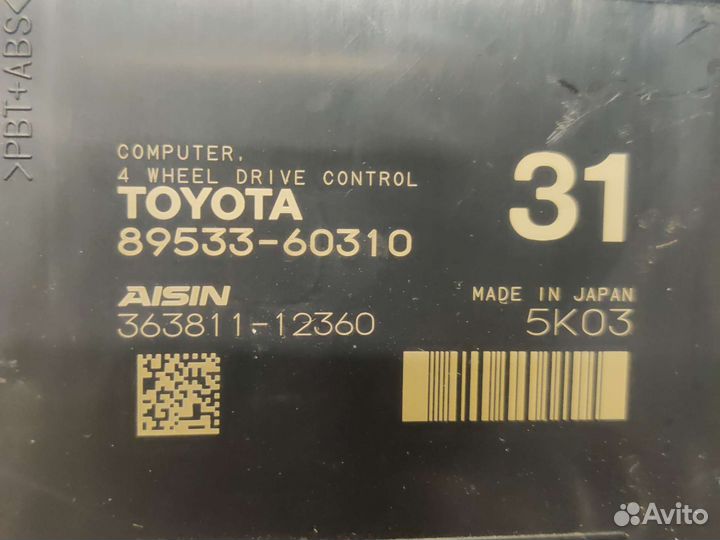 >PBT+ABS<
COMPUTER,
4 WHEEL DRIVE CONTROL
TOYOTA
89533-60310
31
AISIN
363811-12360
MADE IN JAPAN
5K03
Avito